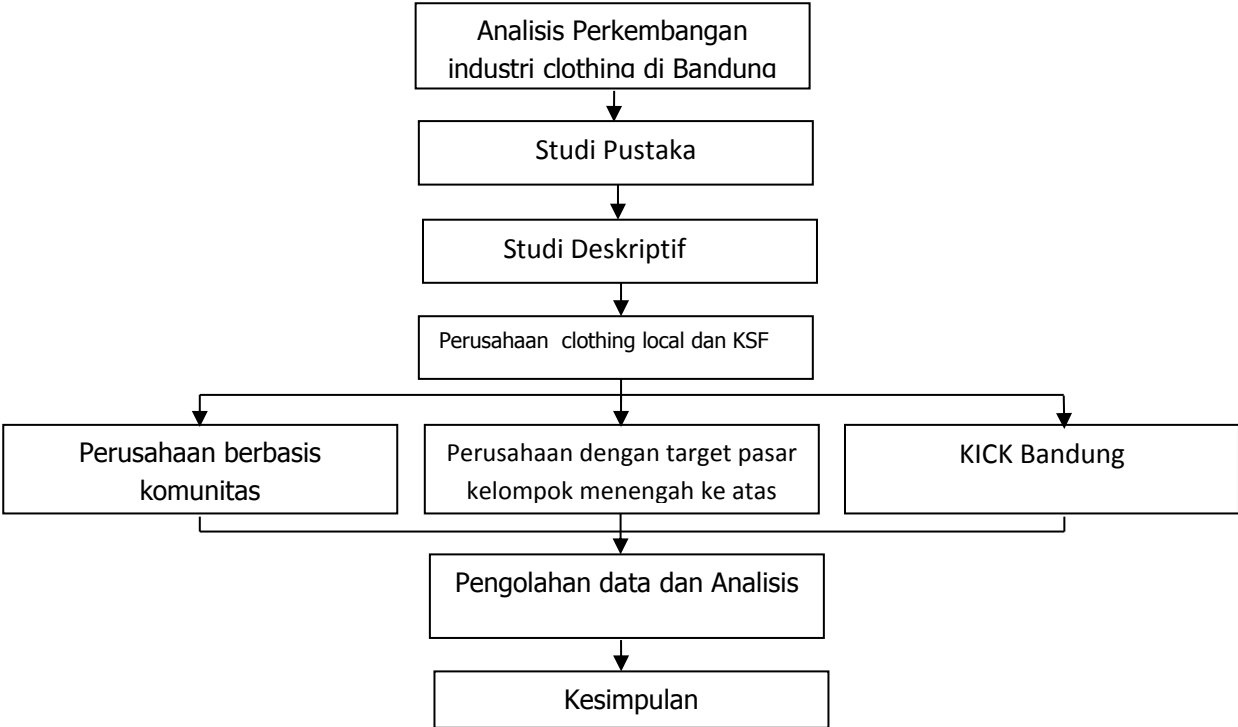 Analisis Perkembangan
industri clothing di Bandung
Studi Pustaka
Studi Deskriptif
Perusahaan clothing local dan KSF
Perusahaan berbasis
komunitas
Perusahaan dengan target pasar
kelompok menengah ke atas
KICK Bandung
Pengolahan data dan Analisis
Kesimpulan